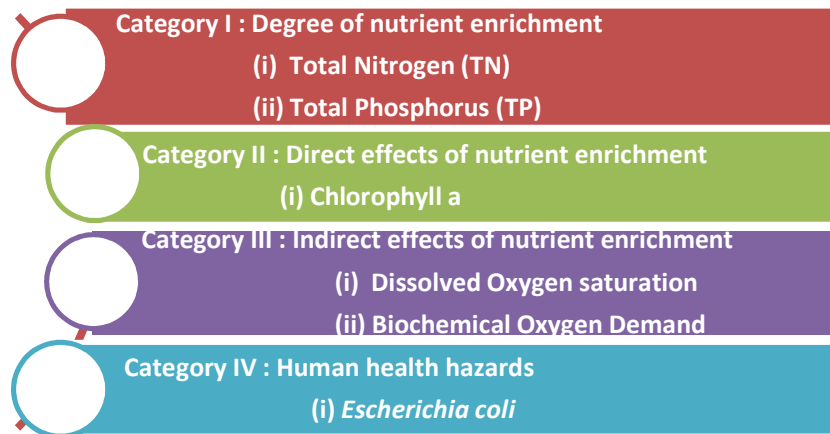 Category I : Degree of nutrient enrichment
(i) Total Nitrogen (TN)
(ii) Total Phosphorus (TP)
Category II : Direct effects of nutrient enrichment
(i) Chlorophyll a
Category III : Indirect effects of nutrient enrichment
(i) Dissolved Oxygen saturation
(ii) Biochemical Oxygen Demand
Category IV : Human health hazards
(i) Escherichia coli